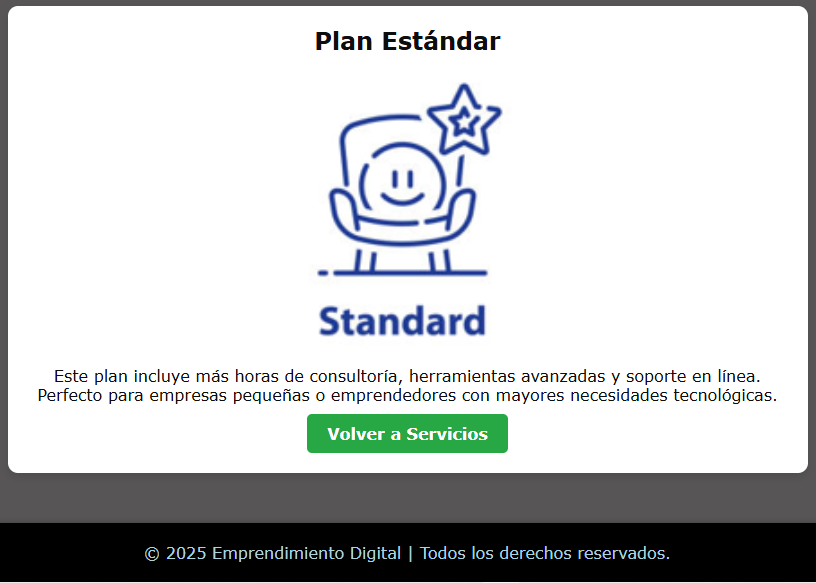 Plan Estándar
Standard
Este plan incluye más horas de consultoría, herramientas avanzadas y soporte en línea.
Perfecto para empresas pequeñas o emprendedores con mayores necesidades tecnológicas.
Volver a Servicios
© 2025 Emprendimiento Digital | Todos los derechos reservados.